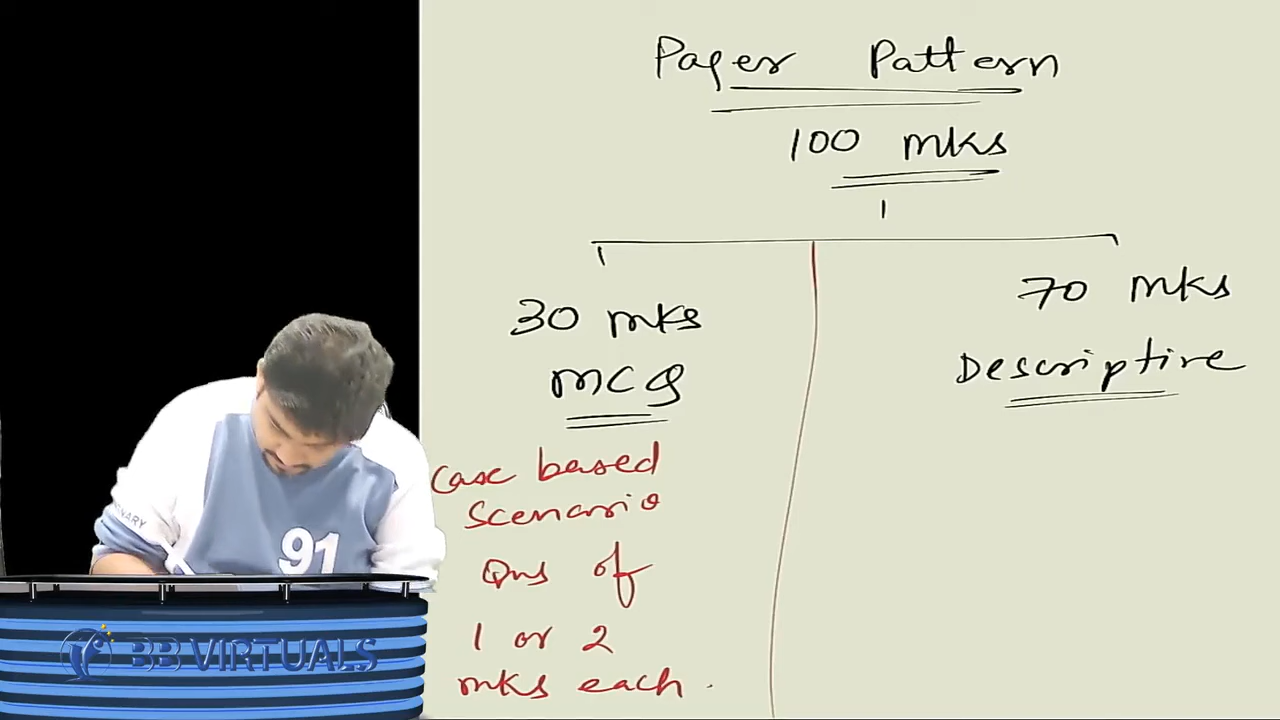 Paper Pattern
100 mks
30 mks
MCQ
Case based
Scenario
Qns of
1 or 2
mks each.
70 mks
Descriptive
91
BB VIRTUALS